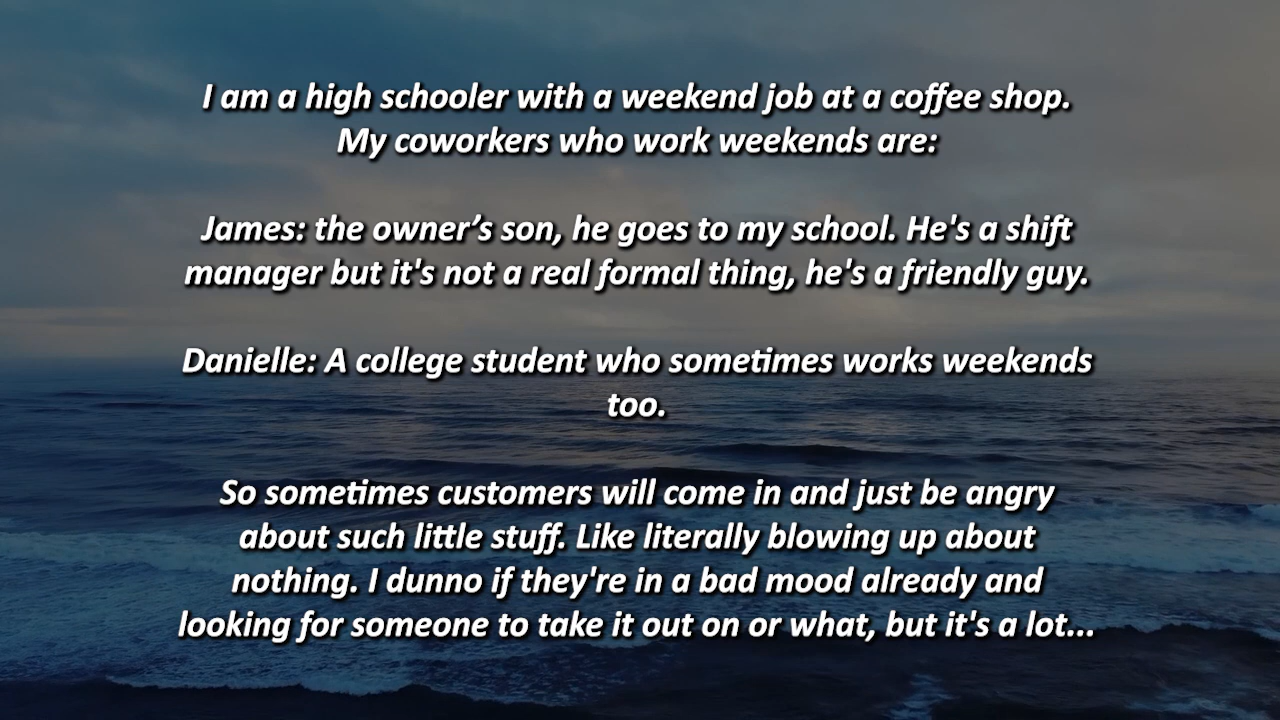 I am a high schooler with a weekend job at a coffee shop.
My coworkers who work weekends are:
James: the owner’s son, he goes to my school. He's a shift
manager but it's not a real formal thing, he's a friendly guy.
Danielle: A college student who sometimes works weekends
too.
So sometimes customers will come in and just be angry
about such little stuff. Like literally blowing up about
nothing. I dunno if they're in a bad mood already and
looking for someone to take it out on or what, but it's a lot...